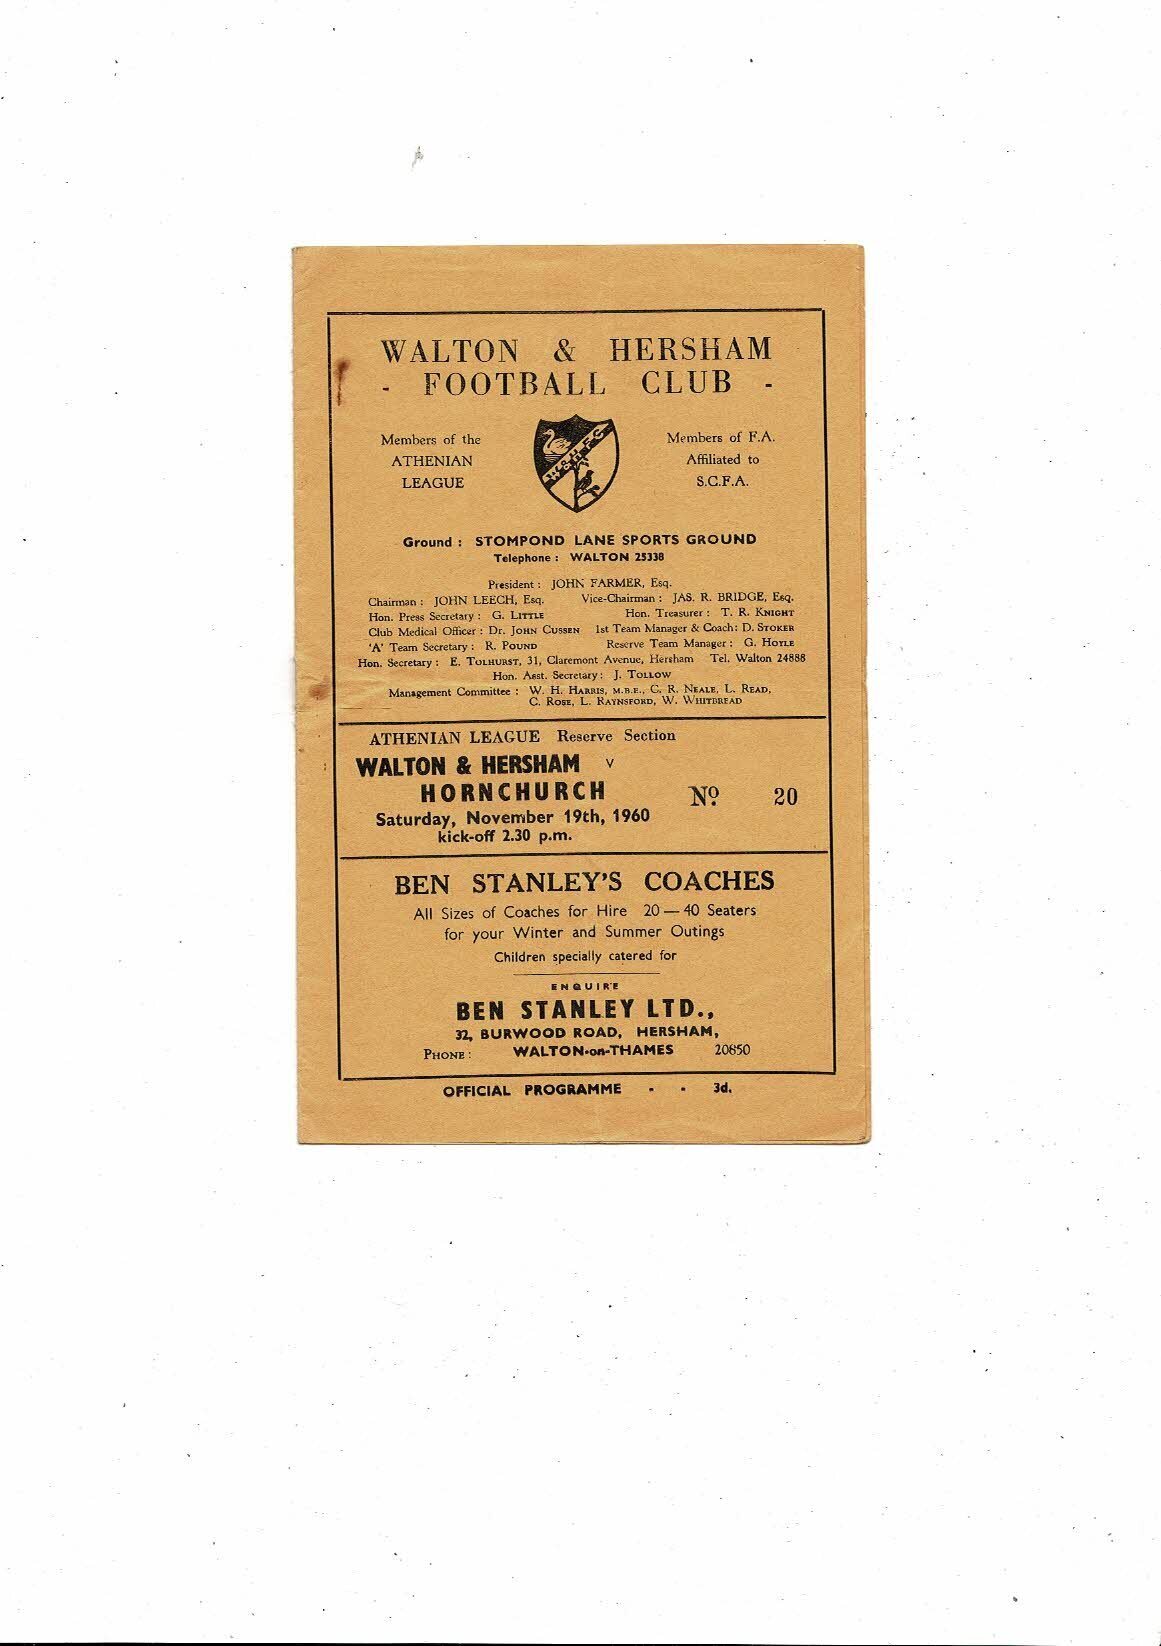 WALTON & HERSHAM
- FOOTBALL CLUB -
Members of the
ATHENIAN
LEAGUE
W. & H. F.C.
Members of F.A.
Affiliated to
S.C.F.A.
Ground : STOMPOND LANE SPORTS GROUND
Telephone : WALTON 25338
President : JOHN FARMER, Esq.
Chairman : JOHN LEECH, Esq. Vice-Chairman : JAS. R. BRIDGE, Esq.
Hon. Press Secretary : G. LITTLE Hon. Treasurer : T. R. KNIGHT
Club Medical Officer : Dr. JOHN CUSSEN 1st Team Manager & Coach: D. STOKER
'A' Team Secretary : R. POUND Reserve Team Manager : G. HOYLE
Hon. Secretary : E. TOLHURST, 31, Claremont Avenue, Hersham Tel. Walton 24888
Hon. Asst. Secretary: J. TOLLOW
Management Committee : W. H. HARRIS, M.B.E., C. R. NEALE, L. READ,
C. ROSE, L. RAYNSFORD, W. WHITBREAD
ATHENIAN LEAGUE Reserve Section
WALTON & HERSHAM v
HORNCHURCH
No. 20
Saturday, November 19th, 1960
kick-off 2.30 p.m.
BEN STANLEY'S COACHES
All Sizes of Coaches for Hire 20 — 40 Seaters
for your Winter and Summer Outings
Children specially catered for
ENQUIRE
BEN STANLEY LTD.,
32, BURWOOD ROAD, HERSHAM,
PHONE : WALTON-on-THAMES 20850
OFFICIAL PROGRAMME - - 3d.